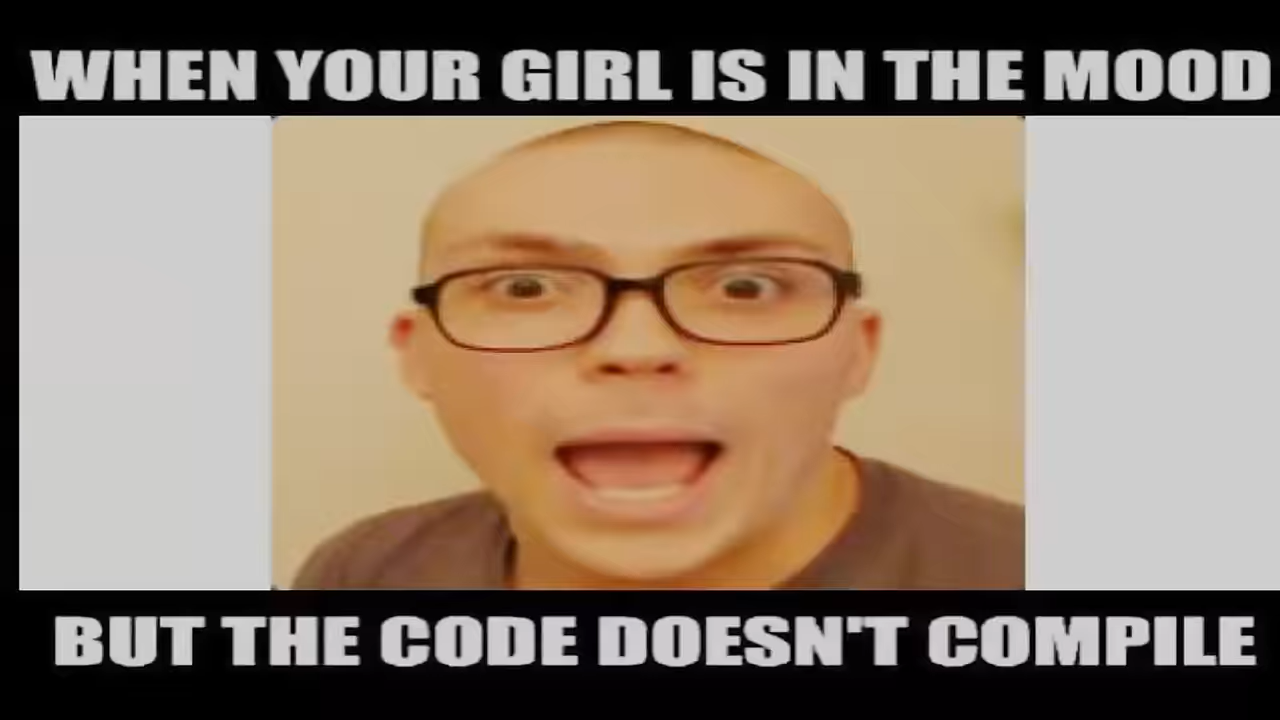 WHEN YOUR GIRL IS IN THE MOOD
BUT THE CODE DOESN'T COMPILE